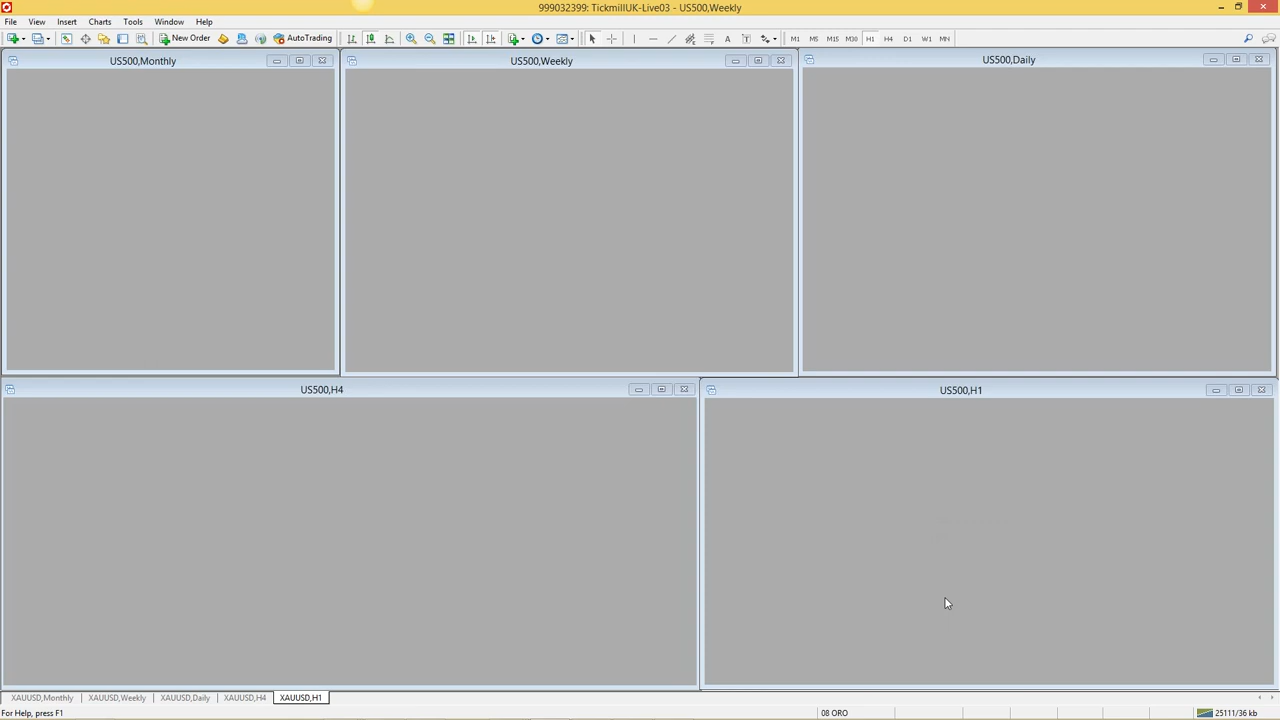 999032399: TickmillUK-Live03 - US500,Weekly
File View Insert Charts Tools Window Help
New Order AutoTrading M1 M5 M15 M30 H1 H4 D1 W1 MN
US500,Monthly
US500,Weekly
US500,Daily
US500,H4
US500,H1
XAUUSD,Monthly XAUUSD,Weekly XAUUSD,Daily XAUUSD,H4 XAUUSD,H1
For Help, press F1 08 ORO 25111/36 kb